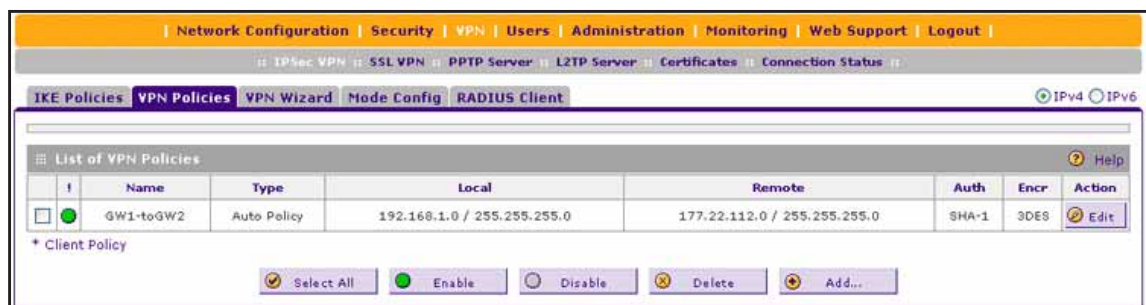 | Network Configuration | Security | VPN | Users | Administration | Monitoring | Web Support | Logout |
:: IPSec VPN :: SSL VPN :: PPTP Server :: L2TP Server :: Certificates :: Connection Status ::
IKE Policies VPN Policies VPN Wizard Mode Config RADIUS Client IPv4 IPv6
List of VPN Policies Help
! Name Type Local Remote Auth Encr Action
GW1-toGW2 Auto Policy 192.168.1.0 / 255.255.255.0 177.22.112.0 / 255.255.255.0 SHA-1 3DES Edit
* Client Policy
Select All Enable Disable Delete Add...